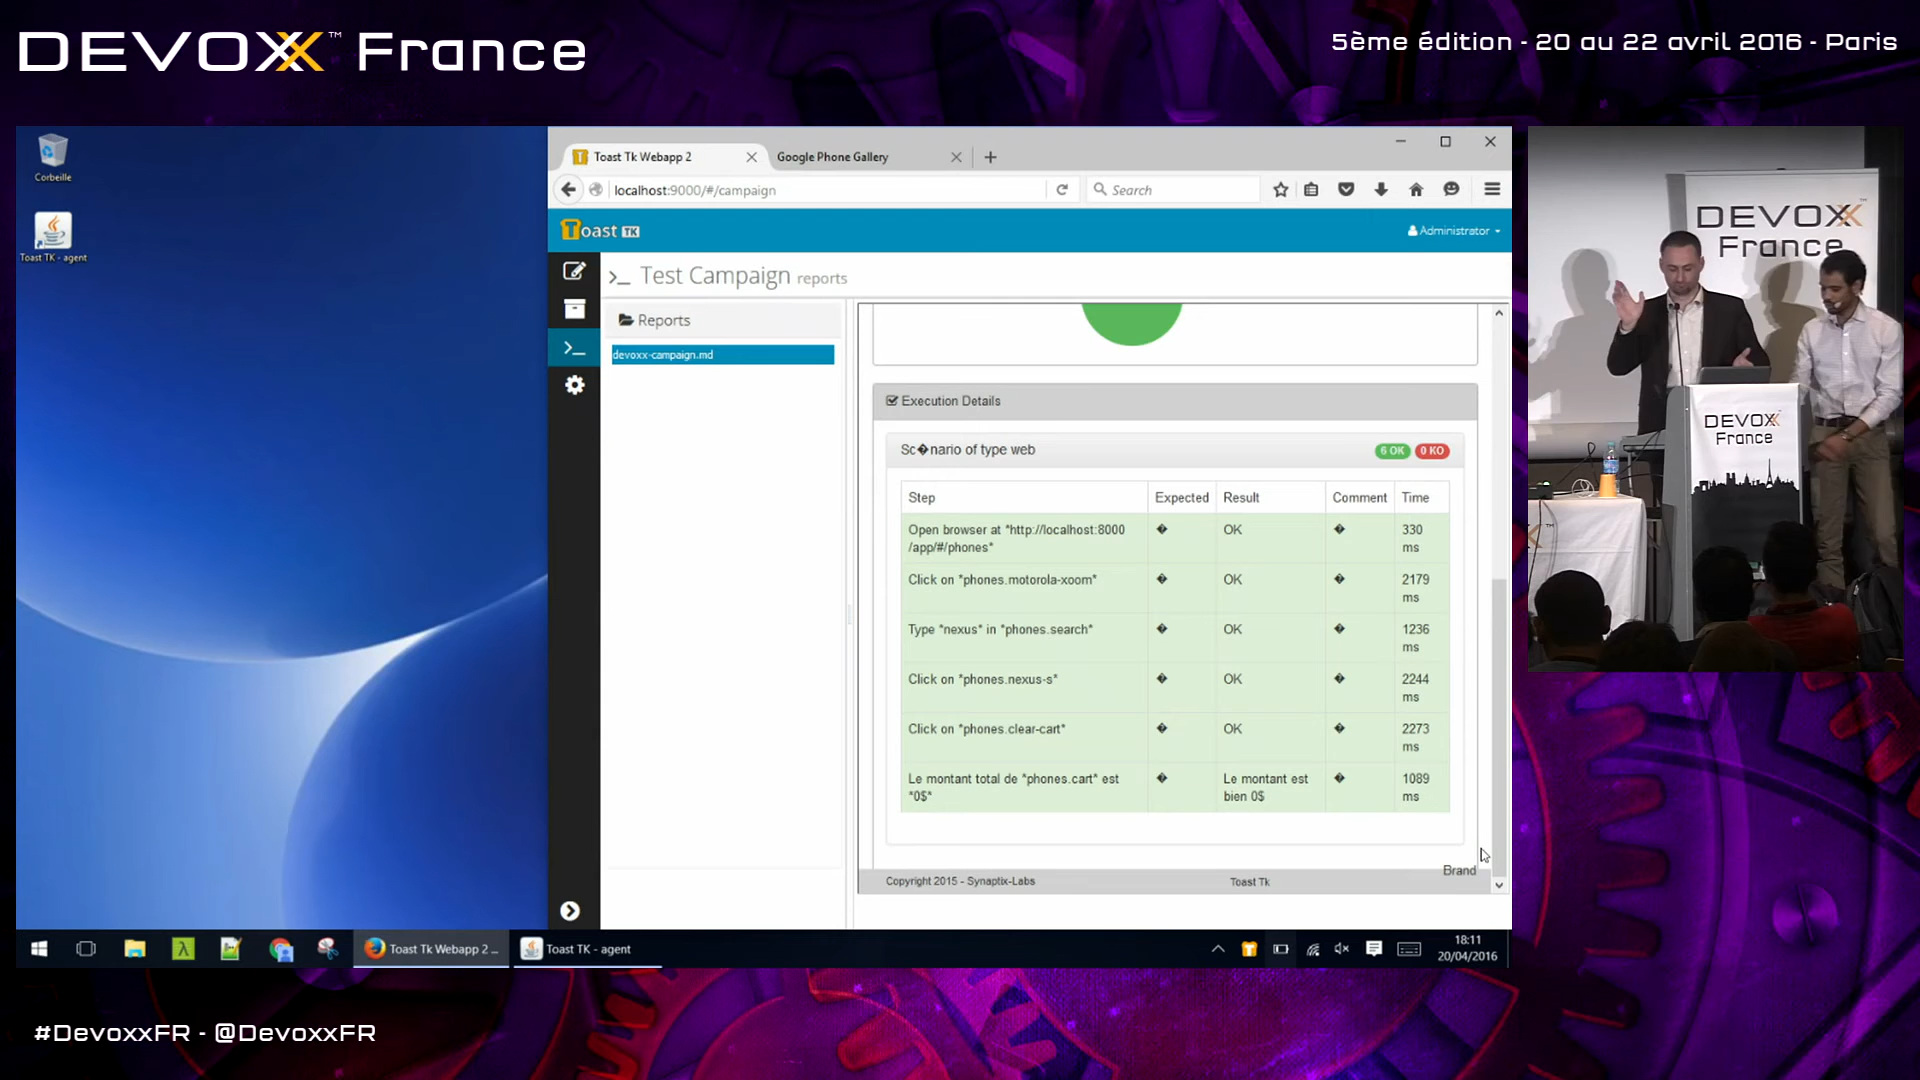 DEVOXX™ France
5ème édition - 20 au 22 avril 2016 - Paris
Corbeille
Toast TK - agent
Toast Tk Webapp 2
Google Phone Gallery
localhost:9000/#/campaign
Search
Toast TK
Administrator
>_ Test Campaign reports
Reports
devoxx-campaign.md
Execution Details
Sc�nario of type web
6 OK
0 KO
Step Expected Result Comment Time
Open browser at *http://localhost:8000 � OK � 330
/app/#/phones* ms
Click on *phones.motorola-xoom* � OK � 2179
ms
Type *nexus* in *phones.search* � OK � 1236
ms
Click on *phones.nexus-s* � OK � 2244
ms
Click on *phones.clear-cart* � OK � 2273
ms
Le montant total de *phones.cart* est � Le montant est � 1089
*0$* bien 0$ ms
Brand
Copyright 2015 - Synaptix-Labs
Toast Tk
Toast Tk Webapp 2 ...
Toast TK - agent
18:11
20/04/2016
DEVOXX™
France
DEVOXX
France
#DevoxxFR - @DevoxxFR